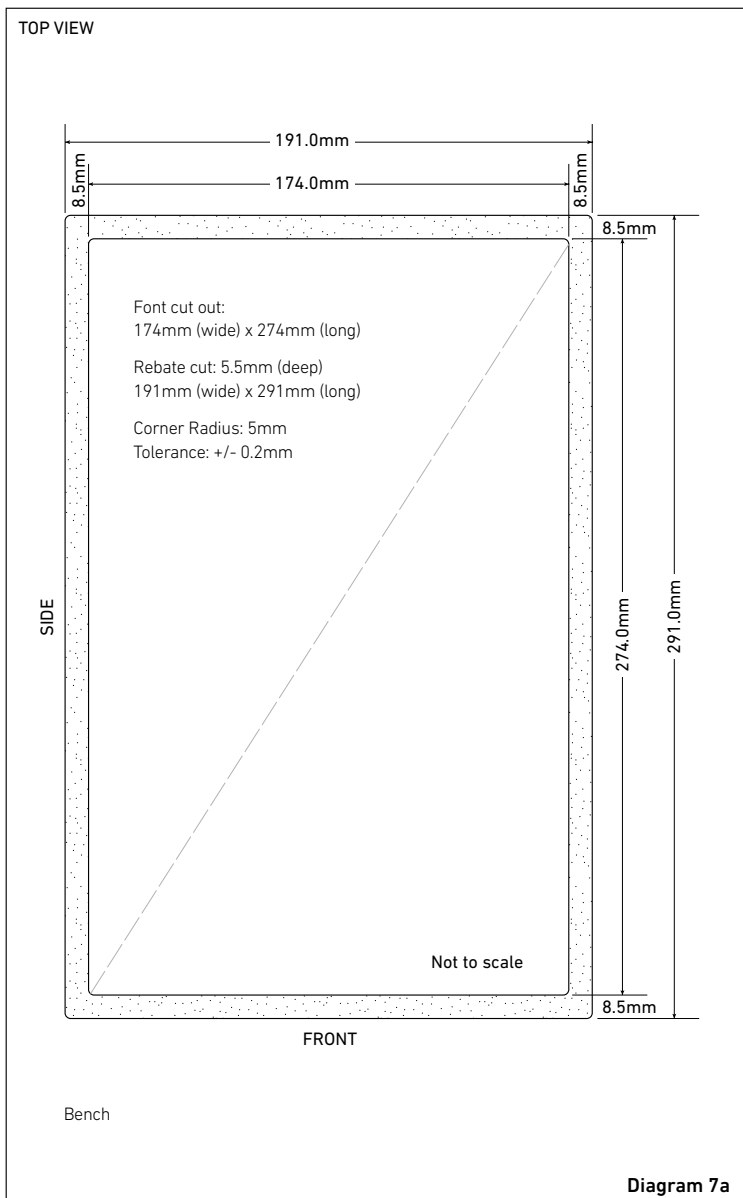 TOP VIEW
191.0mm
8.5mm
174.0mm
8.5mm
8.5mm
Font cut out:
174mm (wide) x 274mm (long)
Rebate cut: 5.5mm (deep)
191mm (wide) x 291mm (long)
Corner Radius: 5mm
Tolerance: +/- 0.2mm
SIDE
274.0mm
291.0mm
Not to scale
8.5mm
FRONT
Bench
Diagram 7a